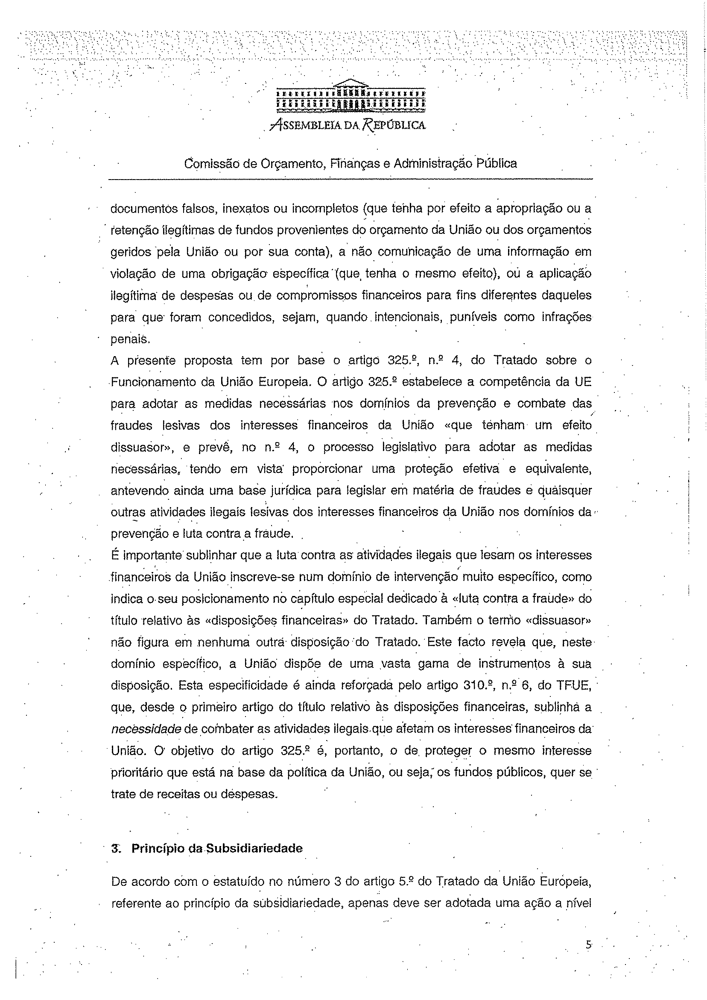 ASSEMBLEIA DA REPÚBLICA
Comissão de Orçamento, Finanças e Administração Pública
documentos falsos, inexatos ou incompletos (que tenha por efeito a apropriação ou a
retenção ilegítimas de fundos provenientes do orçamento da União ou dos orçamentos
geridos pela União ou por sua conta), a não comunicação de uma informação em
violação de uma obrigação específica (que tenha o mesmo efeito), ou a aplicação
ilegítima de despesas ou de compromissos financeiros para fins diferentes daqueles
para que foram concedidos, sejam, quando intencionais, puníveis como infrações
penais.
A presente proposta tem por base o artigo 325.º, n.º 4, do Tratado sobre o
Funcionamento da União Europeia. O artigo 325.º estabelece a competência da UE
para adotar as medidas necessárias nos domínios da prevenção e combate das
fraudes lesivas dos interesses financeiros da União «que tenham um efeito
dissuasor», e prevê, no n.º 4, o processo legislativo para adotar as medidas
necessárias, tendo em vista proporcionar uma proteção efetiva e equivalente,
antevendo ainda uma base jurídica para legislar em matéria de fraudes e quaisquer
outras atividades ilegais lesivas dos interesses financeiros da União nos domínios da
prevenção e luta contra a fraude.
É importante sublinhar que a luta contra as atividades ilegais que lesam os interesses
financeiros da União inscreve-se num domínio de intervenção muito específico, como
indica o seu posicionamento no capítulo especial dedicado à «luta contra a fraude» do
título relativo às «disposições financeiras» do Tratado. Também o termo «dissuasor»
não figura em nenhuma outra disposição do Tratado. Este facto revela que, neste
domínio específico, a União dispõe de uma vasta gama de instrumentos à sua
disposição. Esta especificidade é ainda reforçada pelo artigo 310.º, n.º 6, do TFUE,
que, desde o primeiro artigo do título relativo às disposições financeiras, sublinha a
necessidade de combater as atividades ilegais que afetam os interesses financeiros da
União. O objetivo do artigo 325.º é, portanto, o de proteger o mesmo interesse
prioritário que está na base da política da União, ou seja, os fundos públicos, quer se
trate de receitas ou despesas.
3. Princípio da Subsidiariedade
De acordo com o estatuído no número 3 do artigo 5.º do Tratado da União Europeia,
referente ao princípio da subsidiariedade, apenas deve ser adotada uma ação a nível
5